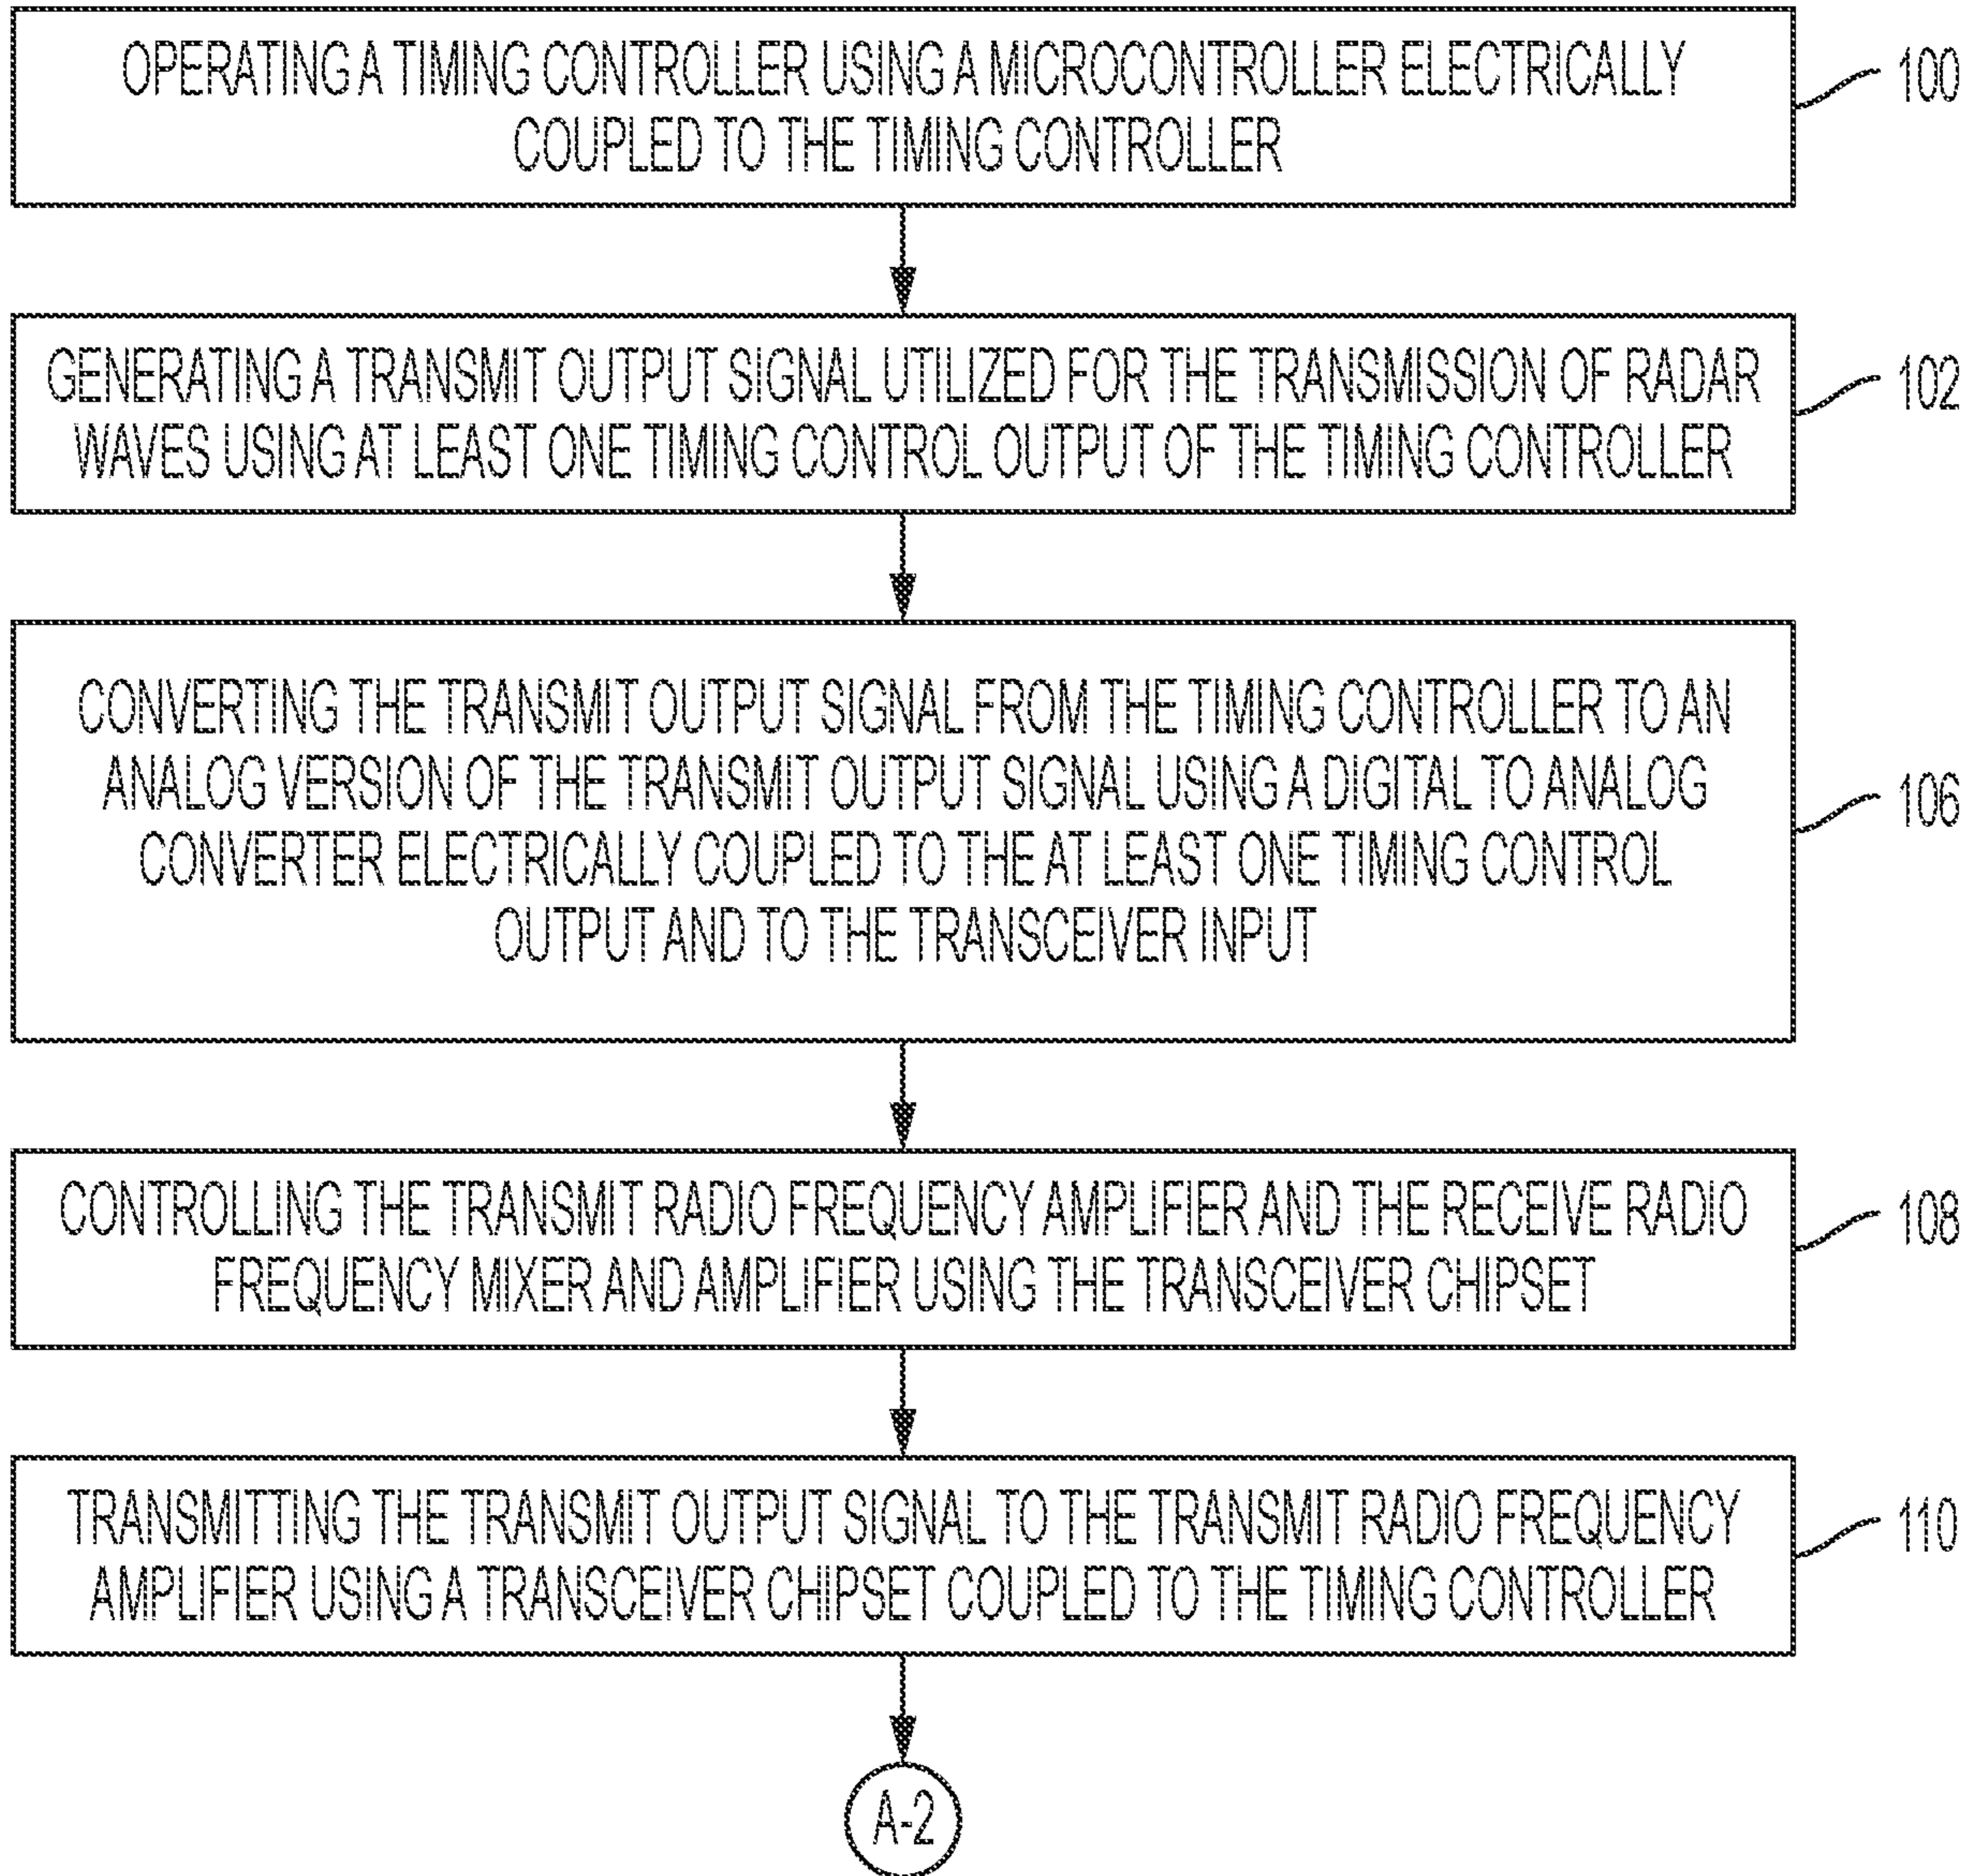 OPERATING A TIMING CONTROLLER USING A MICROCONTROLLER ELECTRICALLY
COUPLED TO THE TIMING CONTROLLER
100
GENERATING A TRANSMIT OUTPUT SIGNAL UTILIZED FOR THE TRANSMISSION OF RADAR
WAVES USING AT LEAST ONE TIMING CONTROL OUTPUT OF THE TIMING CONTROLLER
102
CONVERTING THE TRANSMIT OUTPUT SIGNAL FROM THE TIMING CONTROLLER TO AN
ANALOG VERSION OF THE TRANSMIT OUTPUT SIGNAL USING A DIGITAL TO ANALOG
CONVERTER ELECTRICALLY COUPLED TO THE AT LEAST ONE TIMING CONTROL
OUTPUT AND TO THE TRANSCEIVER INPUT
106
CONTROLLING THE TRANSMIT RADIO FREQUENCY AMPLIFIER AND THE RECEIVE RADIO
FREQUENCY MIXER AND AMPLIFIER USING THE TRANSCEIVER CHIPSET
108
TRANSMITTING THE TRANSMIT OUTPUT SIGNAL TO THE TRANSMIT RADIO FREQUENCY
AMPLIFIER USING A TRANSCEIVER CHIPSET COUPLED TO THE TIMING CONTROLLER
110
A-2